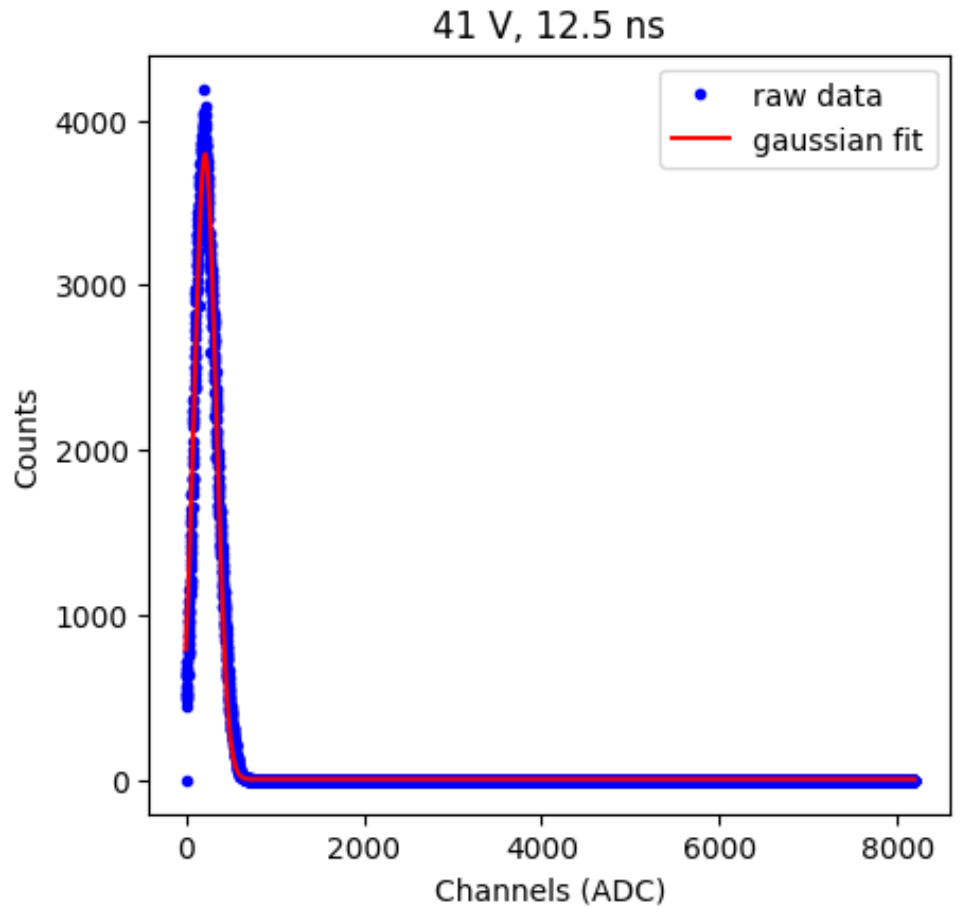 41 V, 12.5 ns
raw data
gaussian fit
4000
3000
2000
1000
0
Counts
0
2000
4000
6000
8000
Channels (ADC)